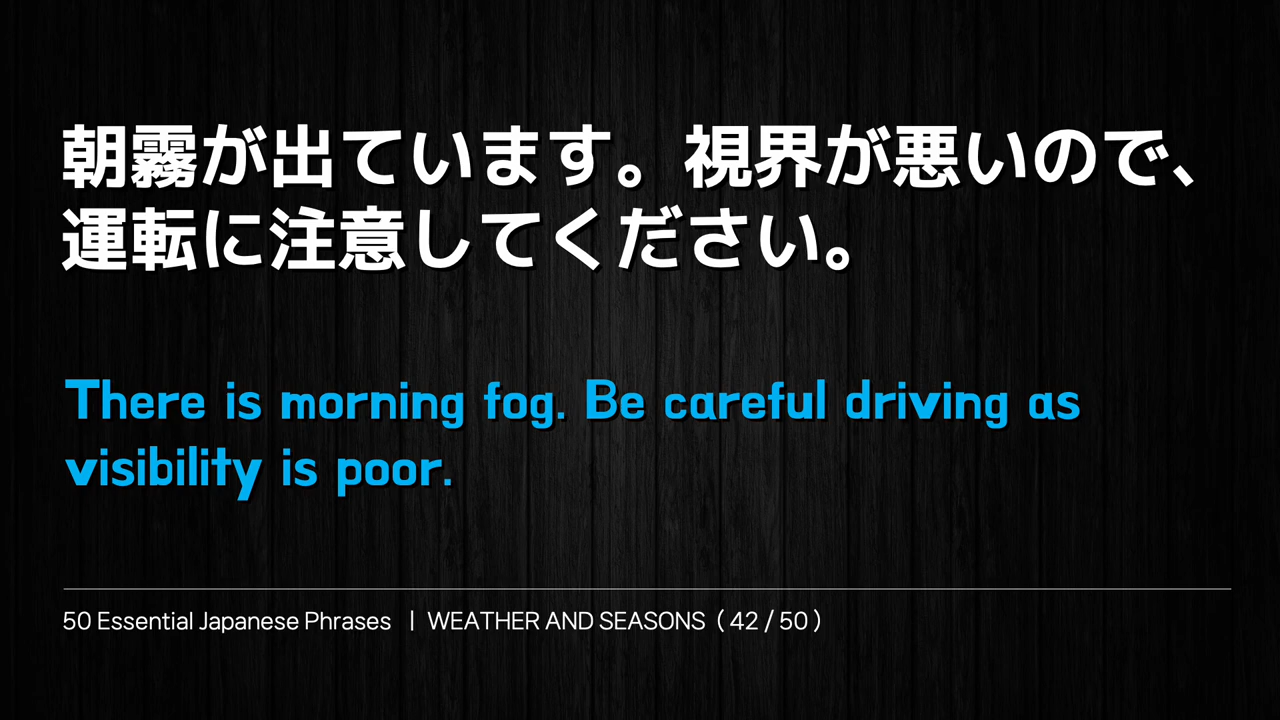 朝霧が出ています。視界が悪いので、
運転に注意してください。
There is morning fog. Be careful driving as
visibility is poor.
50 Essential Japanese Phrases | WEATHER AND SEASONS ( 42 / 50 )